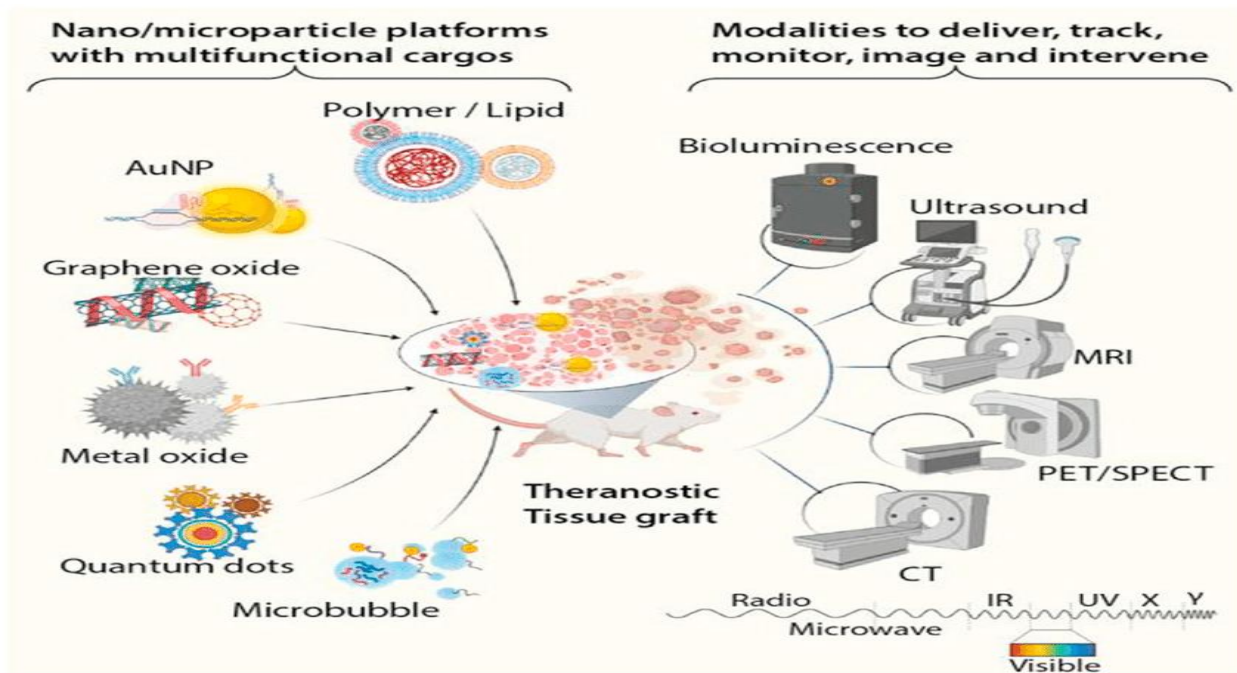 Nano/microparticle platforms
with multifunctional cargos
Modalities to deliver, track,
monitor, image and intervene
Polymer / Lipid
AuNP
Graphene oxide
Metal oxide
Quantum dots
Microbubble
Theranostic
Tissue graft
Bioluminescence
Ultrasound
MRI
PET/SPECT
CT
Radio
IR
UV
X
Y
Microwave
Visible